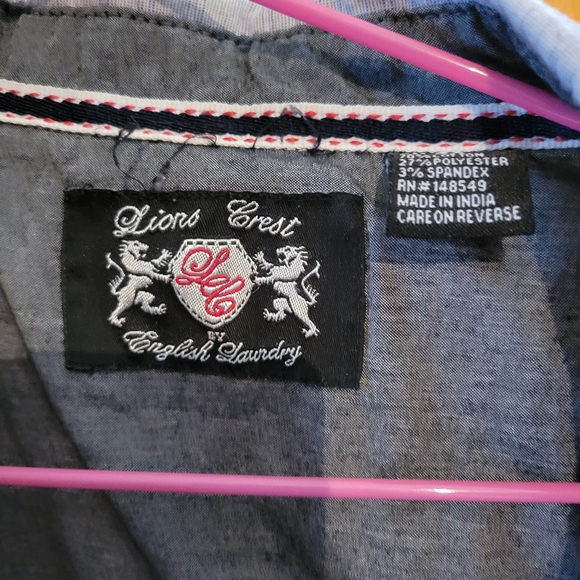 Lions Crest
LC
BY
English Laundry
27% POLYESTER
3% SPANDEX
RN# 148549
MADE IN INDIA
CARE ON REVERSE